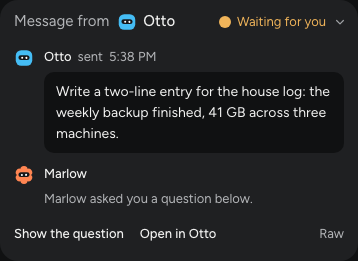 Message from Otto Waiting for you
Otto sent 5:38 PM
Write a two-line entry for the house log: the
weekly backup finished, 41 GB across three
machines.
Marlow
Marlow asked you a question below.
Show the question Open in Otto Raw